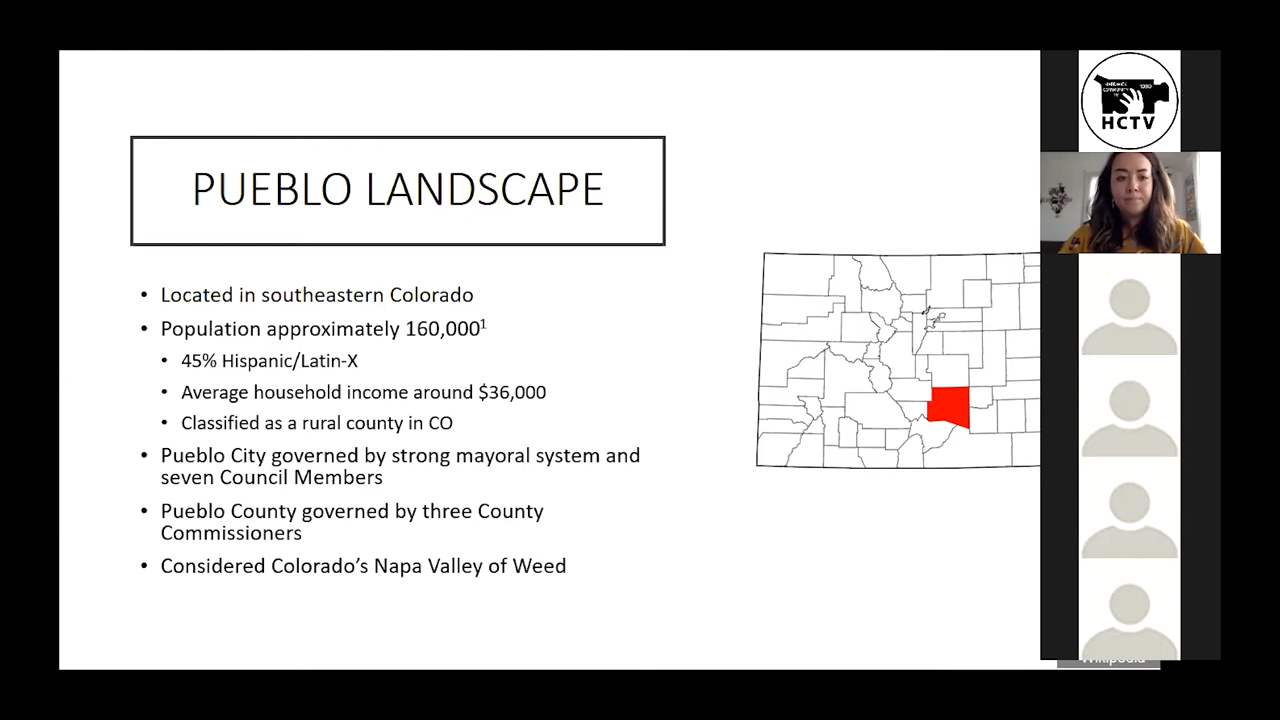 PUEBLO LANDSCAPE
• Located in southeastern Colorado
• Population approximately 160,000¹
• 45% Hispanic/Latin-X
• Average household income around $36,000
• Classified as a rural county in CO
• Pueblo City governed by strong mayoral system and
seven Council Members
• Pueblo County governed by three County
Commissioners
• Considered Colorado’s Napa Valley of Weed
HCTV
Wikipedia